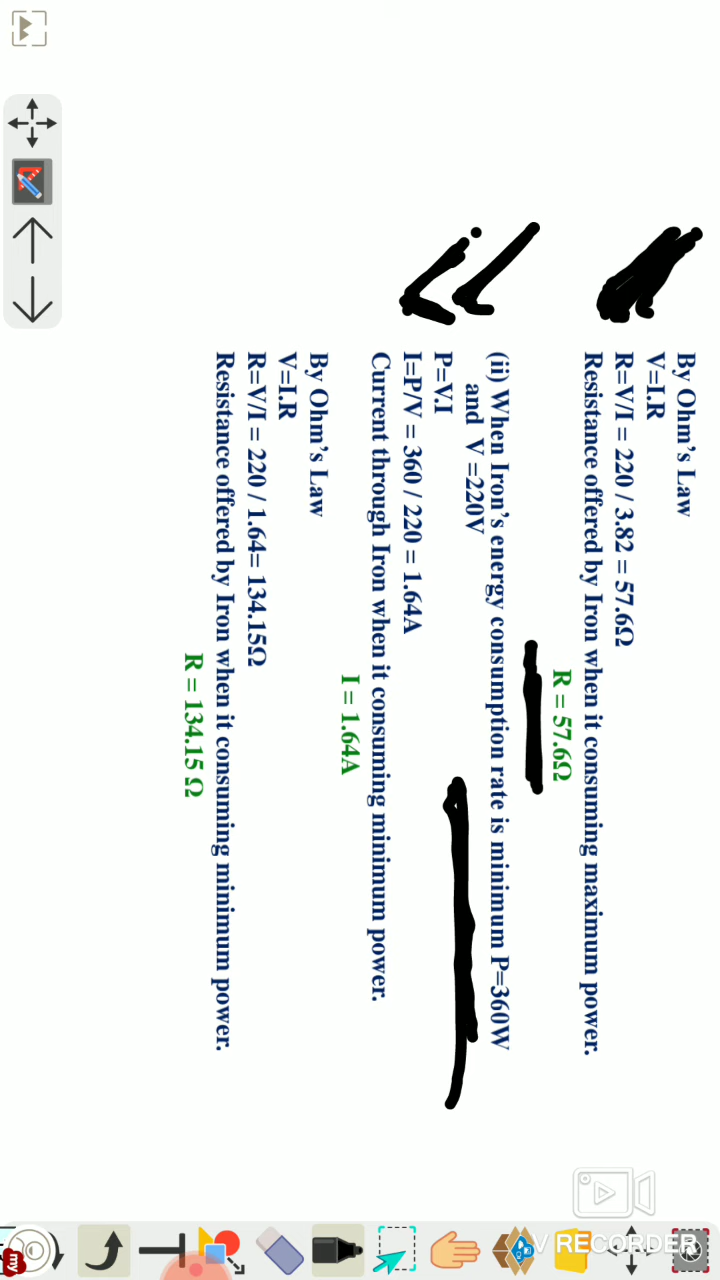 By Ohm's Law
V=I.R
R=V/I = 220 / 3.82 = 57.6Ω
Resistance offered by Iron when it consuming maximum power.
R = 57.6Ω
(ii) When Iron's energy consumption rate is minimum P=360W
and V =220V
P=V.I
I=P/V = 360 / 220 = 1.64A
Current through Iron when it consuming minimum power.
I = 1.64A
By Ohm's Law
V=I.R
R=V/I = 220 / 1.64= 134.15Ω
Resistance offered by Iron when it consuming minimum power.
R = 134.15 Ω
V RECORDER
my